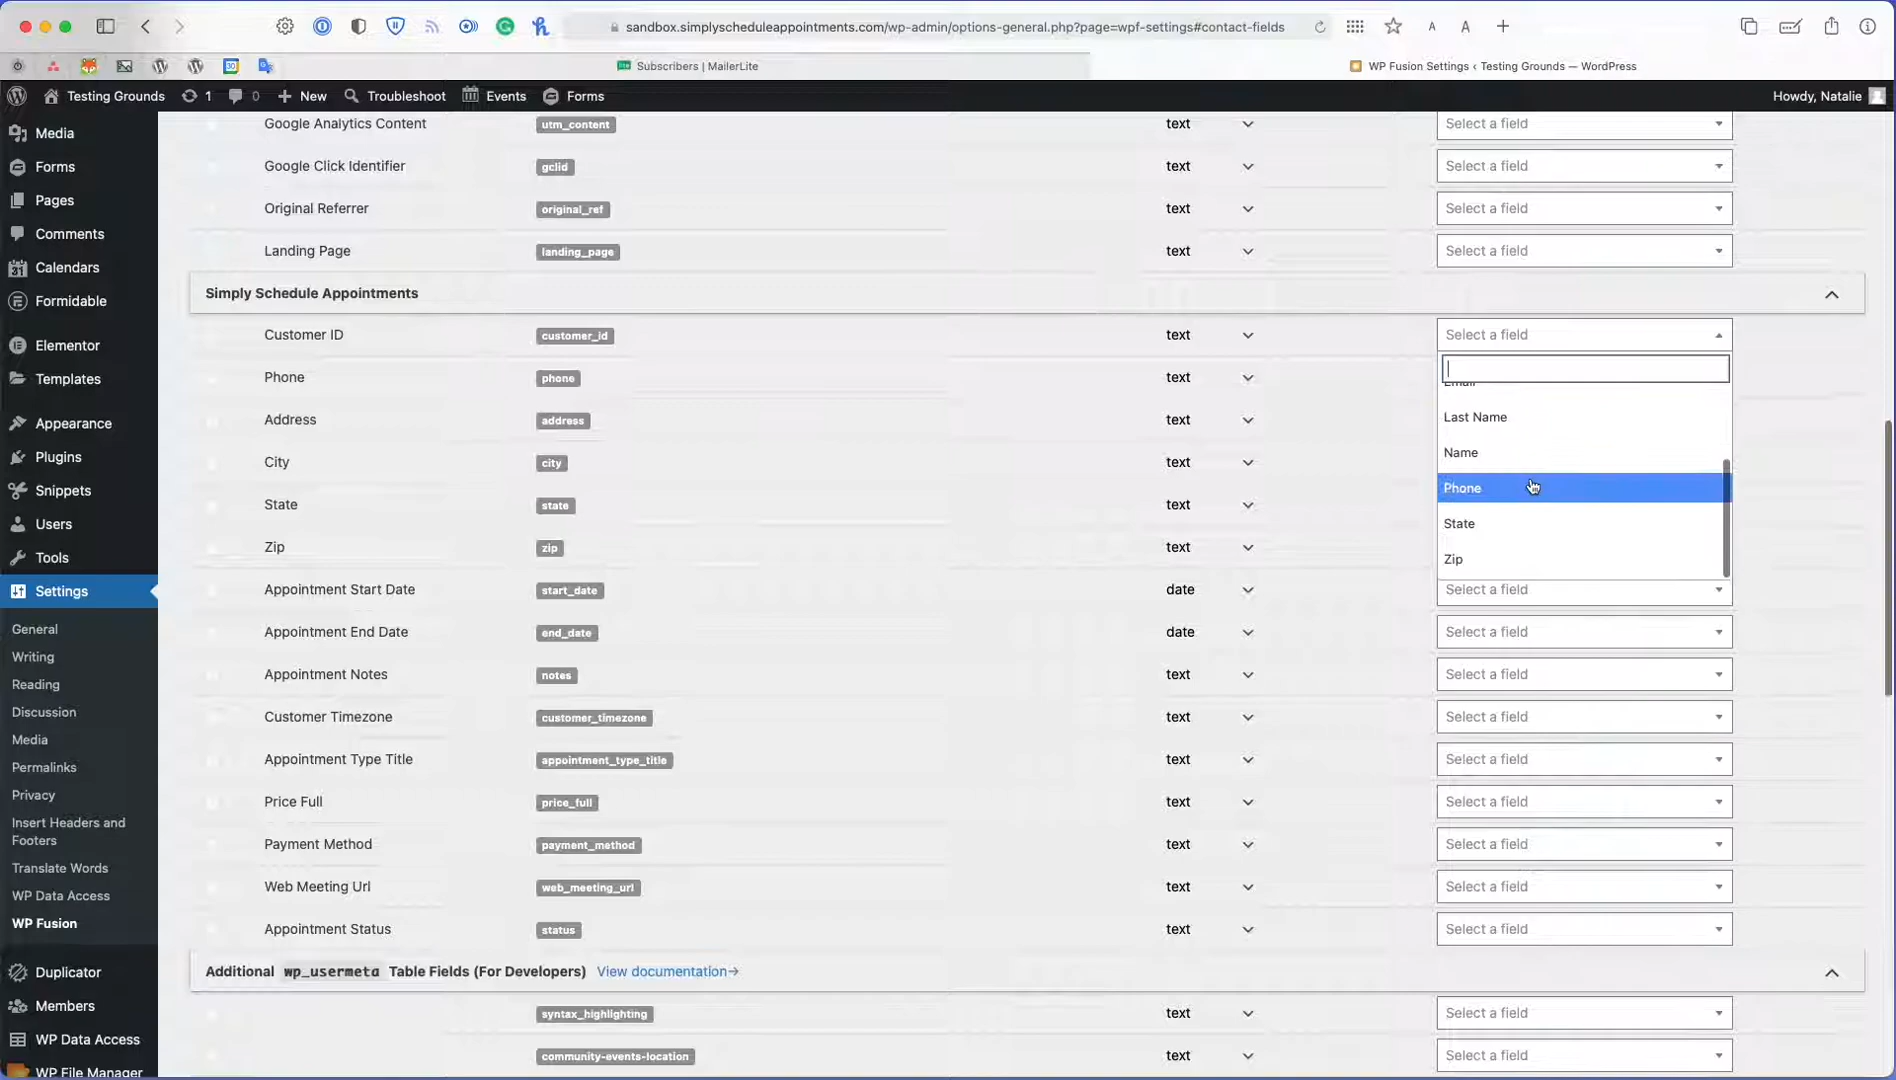 sandbox.simplyscheduleappointments.com/wp-admin/options-general.php?page=wpf-settings#contact-fields
A A
Subscribers | MailerLite
WP Fusion Settings ‹ Testing Grounds — WordPress
Testing Grounds 1 0 New Troubleshoot Events Forms
Howdy, Natalie
Media
Forms
Pages
Comments
Calendars
Formidable
Elementor
Templates
Appearance
Plugins
Snippets
Users
Tools
Settings
General
Writing
Reading
Discussion
Media
Permalinks
Privacy
Insert Headers and
Footers
Translate Words
WP Data Access
WP Fusion
Duplicator
Members
WP Data Access
WP File Manager
Google Analytics Content utm_content text Select a field
Google Click Identifier gclid text Select a field
Original Referrer original_ref text Select a field
Landing Page landing_page text Select a field
Simply Schedule Appointments
Customer ID customer_id text Select a field
Phone phone text
Address address text
City city text
State state text
Zip zip text
Email
Last Name
Name
Phone
State
Zip
Appointment Start Date start_date date Select a field
Appointment End Date end_date date Select a field
Appointment Notes notes text Select a field
Customer Timezone customer_timezone text Select a field
Appointment Type Title appointment_type_title text Select a field
Price Full price_full text Select a field
Payment Method payment_method text Select a field
Web Meeting Url web_meeting_url text Select a field
Appointment Status status text Select a field
Additional wp_usermeta Table Fields (For Developers) View documentation→
syntax_highlighting text Select a field
community-events-location text Select a field